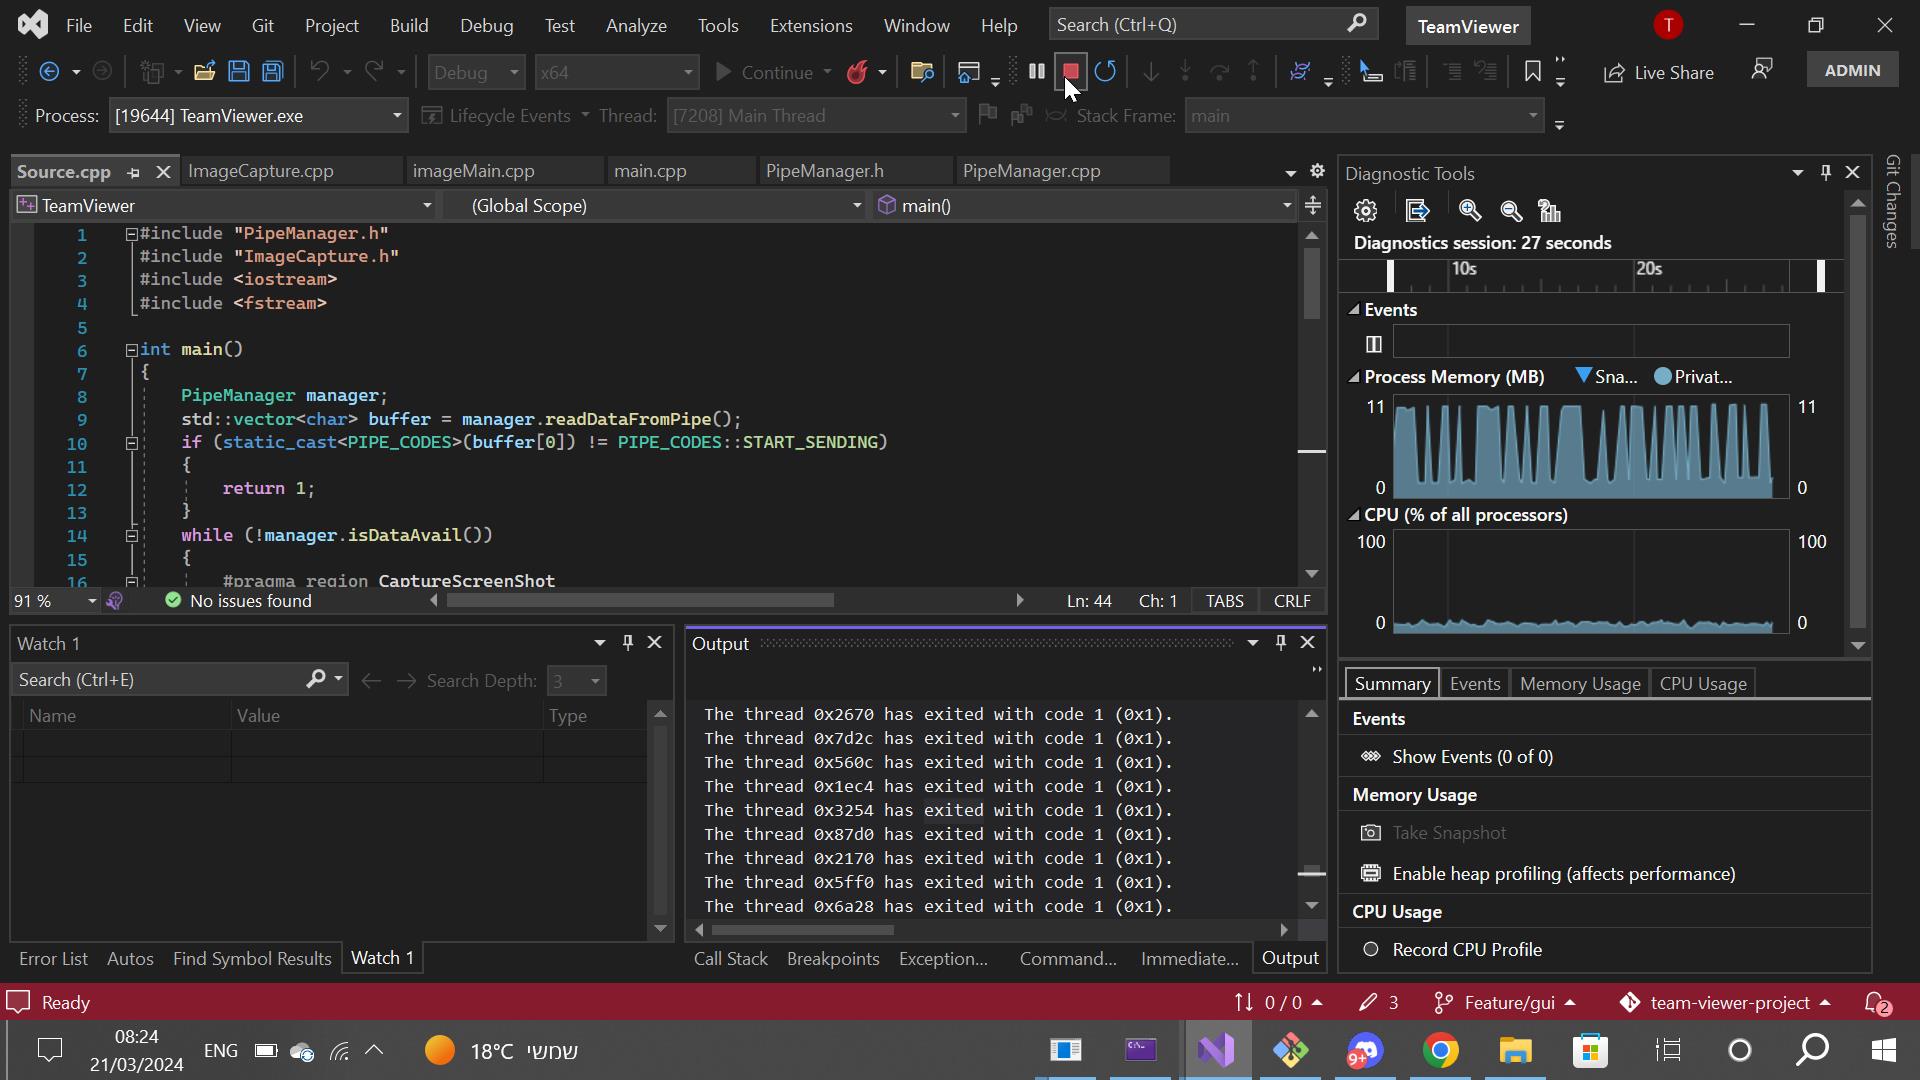 File Edit View Git Project Build Debug Test Analyze Tools Extensions Window Help Search (Ctrl+Q) TeamViewer T
Debug x64 Continue Live Share ADMIN
Process: [19644] TeamViewer.exe Lifecycle Events Thread: [7208] Main Thread Stack Frame: main
Source.cpp ImageCapture.cpp imageMain.cpp main.cpp PipeManager.h PipeManager.cpp
TeamViewer (Global Scope) main()
1 #include "PipeManager.h"
2 #include "ImageCapture.h"
3 #include <iostream>
4 #include <fstream>
5
6 int main()
7 {
8 PipeManager manager;
9 std::vector<char> buffer = manager.readDataFromPipe();
10 if (static_cast<PIPE_CODES>(buffer[0]) != PIPE_CODES::START_SENDING)
11 {
12 return 1;
13 }
14 while (!manager.isDataAvail())
15 {
16 #pragma region CaptureScreenShot
91 % No issues found Ln: 44 Ch: 1 TABS CRLF
Diagnostic Tools
Diagnostics session: 27 seconds
10s 20s
Events
Process Memory (MB) Sna... Privat...
11 11
0 0
CPU (% of all processors)
100 100
0 0
Summary Events Memory Usage CPU Usage
Events
Show Events (0 of 0)
Memory Usage
Take Snapshot
Enable heap profiling (affects performance)
CPU Usage
Record CPU Profile
Git Changes
Watch 1
Search (Ctrl+E) Search Depth: 3
Name Value Type
Error List Autos Find Symbol Results Watch 1
Output
The thread 0x2670 has exited with code 1 (0x1).
The thread 0x7d2c has exited with code 1 (0x1).
The thread 0x560c has exited with code 1 (0x1).
The thread 0x1ec4 has exited with code 1 (0x1).
The thread 0x3254 has exited with code 1 (0x1).
The thread 0x87d0 has exited with code 1 (0x1).
The thread 0x2170 has exited with code 1 (0x1).
The thread 0x5ff0 has exited with code 1 (0x1).
The thread 0x6a28 has exited with code 1 (0x1).
Call Stack Breakpoints Exception... Command... Immediate... Output
Ready 0 / 0 3 Feature/gui team-viewer-project 2
08:24
21/03/2024
ENG 18°C שמשי 9+